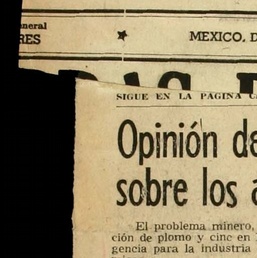 eneral
RES
MEXICO, D
SIGUE EN LA PAGINA
Opinión de
sobre los a
El problema minero,
ción de plomo y cinc en
gencia para la industria